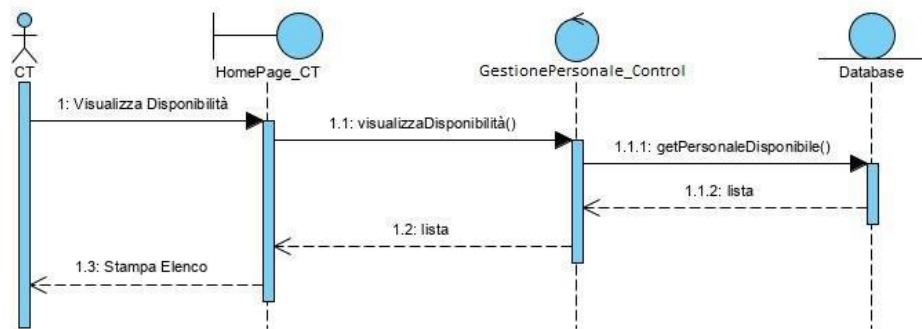 CT
HomePage_CT
GestionePersonale_Control
Database
1: Visualizza Disponibilità
1.1: visualizzaDisponibilità()
1.1.1: getPersonaleDisponibile()
1.1.2: lista
1.2: lista
1.3: Stampa Elenco